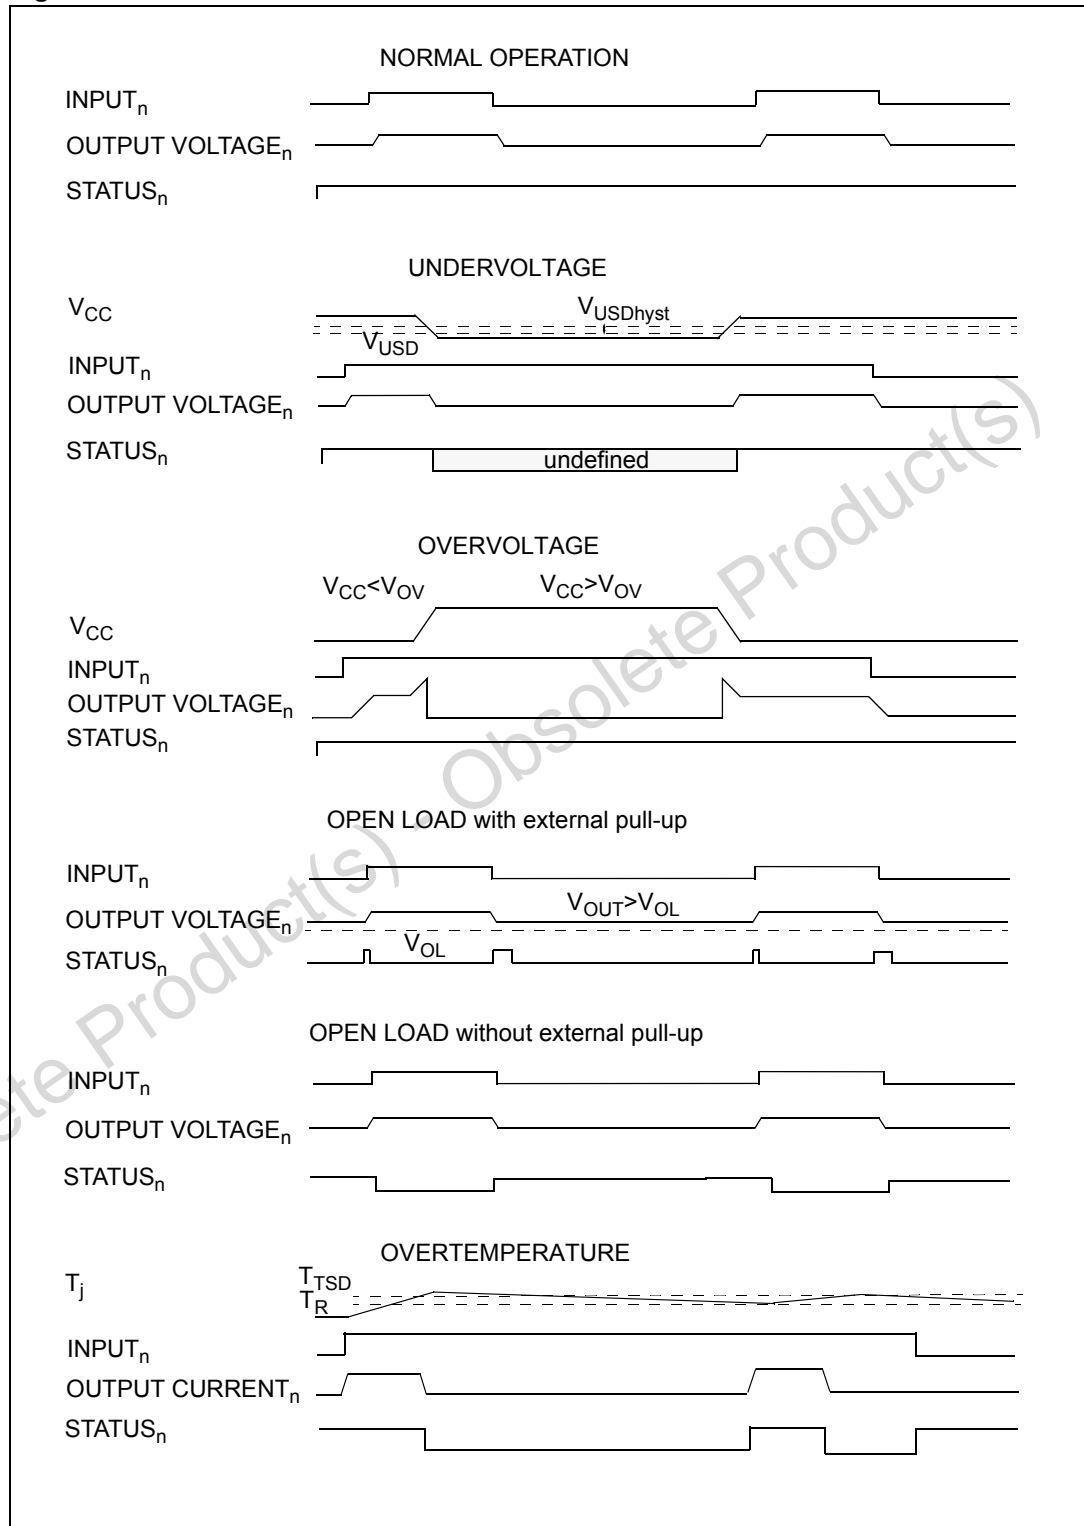 NORMAL OPERATION
INPUTn
OUTPUT VOLTAGEn
STATUSn
UNDERVOLTAGE
VCC
VUSDhyst
VUSD
INPUTn
OUTPUT VOLTAGEn
STATUSn
undefined
OVERVOLTAGE
VCC<VOV
VCC>VOV
VCC
INPUTn
OUTPUT VOLTAGEn
STATUSn
OPEN LOAD with external pull-up
INPUTn
OUTPUT VOLTAGEn
VOUT>VOL
VOL
STATUSn
OPEN LOAD without external pull-up
INPUTn
OUTPUT VOLTAGEn
STATUSn
OVERTEMPERATURE
Tj
TTSD
TR
INPUTn
OUTPUT CURRENTn
STATUSn
ete Product(s) - Obsolete Product(s)